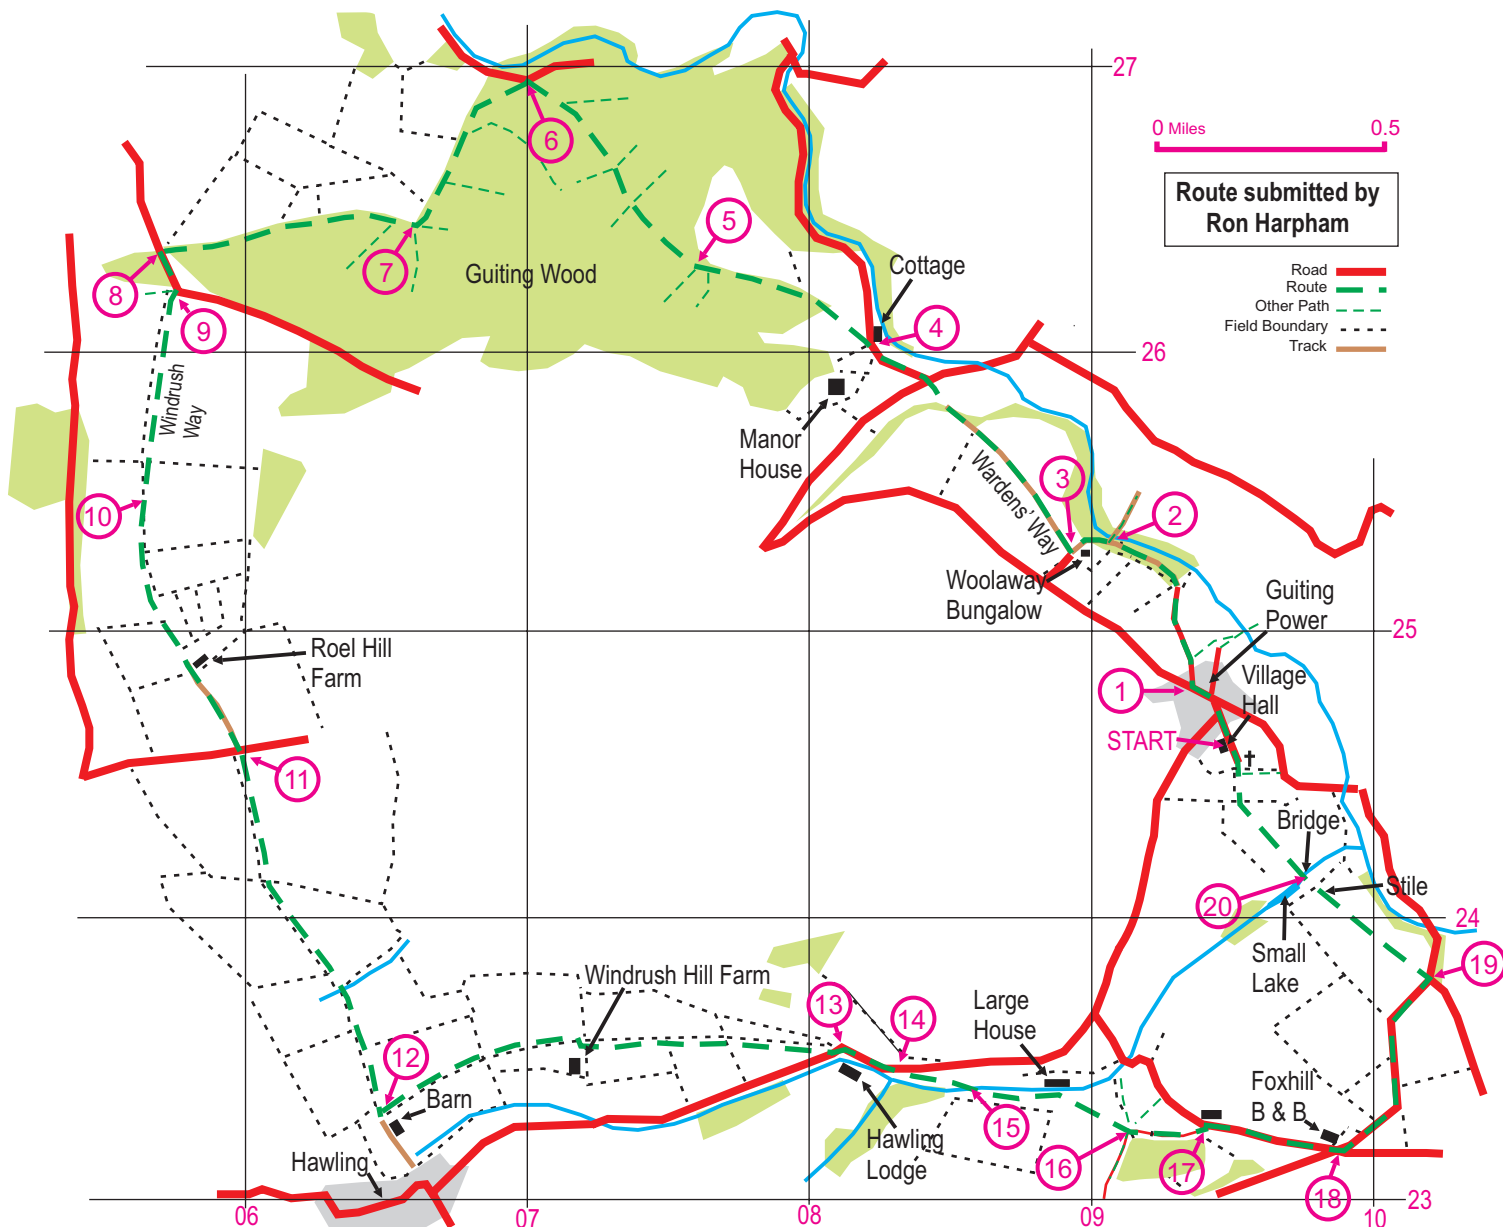 27
0 Miles 0.5
Route submitted by
Ron Harpham
Road
Route
Other Path
Field Boundary
Track
6
5
7
Guiting Wood
Cottage
8
9
4
26
Windrush
Way
Manor
House
10
3
Wardens' Way
2
Woolaway
Bungalow
Guiting
Power
25
Roel Hill
Farm
1
Village
Hall
START
11
Bridge
Stile
20
24
Small
Lake
19
Windrush Hill Farm
13
14
Large
House
12
Barn
Foxhill
B & B
15
Hawling
Lodge
Hawling
16
17
18
23
06
07
08
09
10